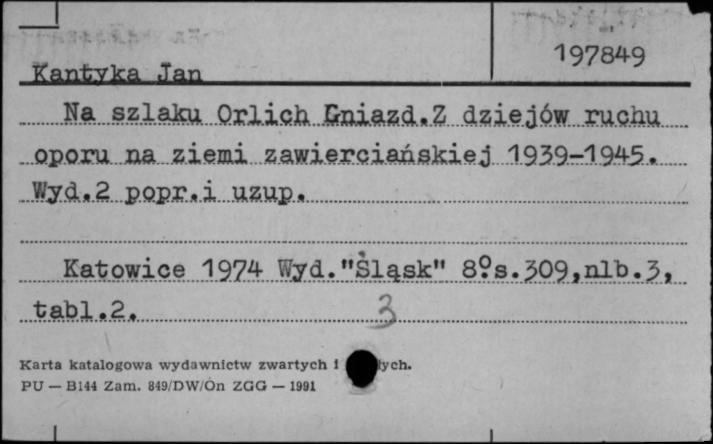 197849
Kantyka Jan
Na szlaku Orlich Gniazd.Z dziejów ruchu
oporu na ziemi zawierciańskiej 1939-1945.
Wyd.2 popr.i uzup.
Katowice 1974 Wyd."Śląsk" 8°.s.309,nlb.3,
tabl.2.
3
Karta katalogowa wydawnictw zwartych i
PU — B144 Zam. 849/DW/Ón ZGG — 1991